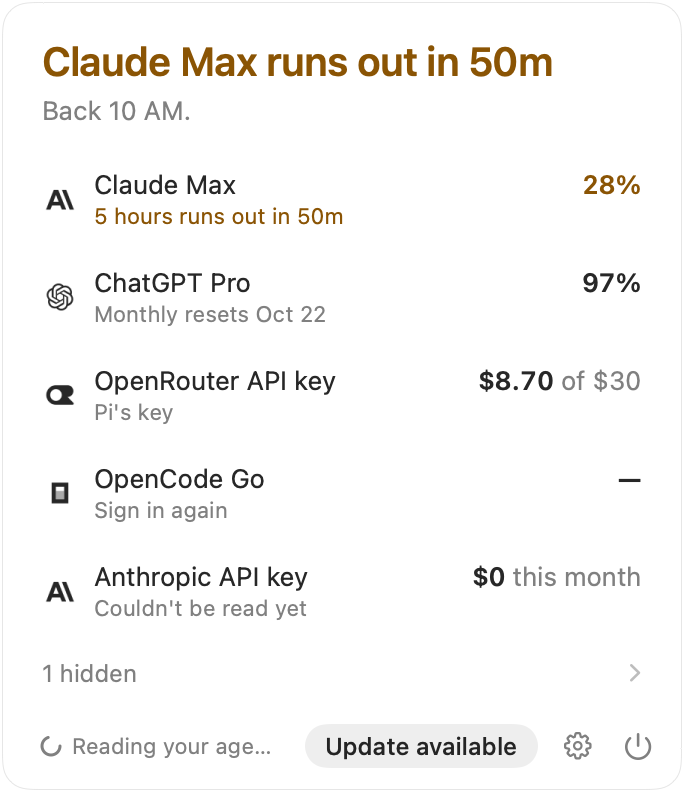 Claude Max runs out in 50m
Back 10 AM.
Claude Max 28%
5 hours runs out in 50m
ChatGPT Pro 97%
Monthly resets Oct 22
OpenRouter API key $8.70 of $30
Pi's key
OpenCode Go —
Sign in again
Anthropic API key $0 this month
Couldn't be read yet
1 hidden
Reading your age... Update available